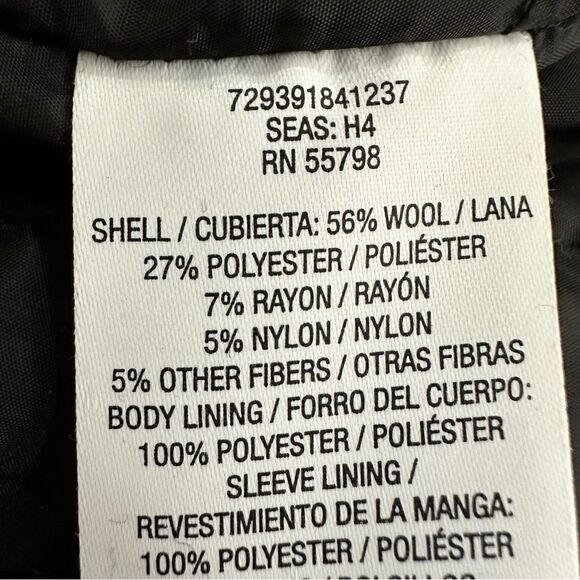 729391841237
SEAS: H4
RN 55798
SHELL / CUBIERTA: 56% WOOL / LANA
27% POLYESTER / POLIÉSTER
7% RAYON / RAYÓN
5% NYLON / NYLON
5% OTHER FIBERS / OTRAS FIBRAS
BODY LINING / FORRO DEL CUERPO:
100% POLYESTER / POLIÉSTER
SLEEVE LINING /
REVESTIMIENTO DE LA MANGA:
100% POLYESTER / POLIÉSTER